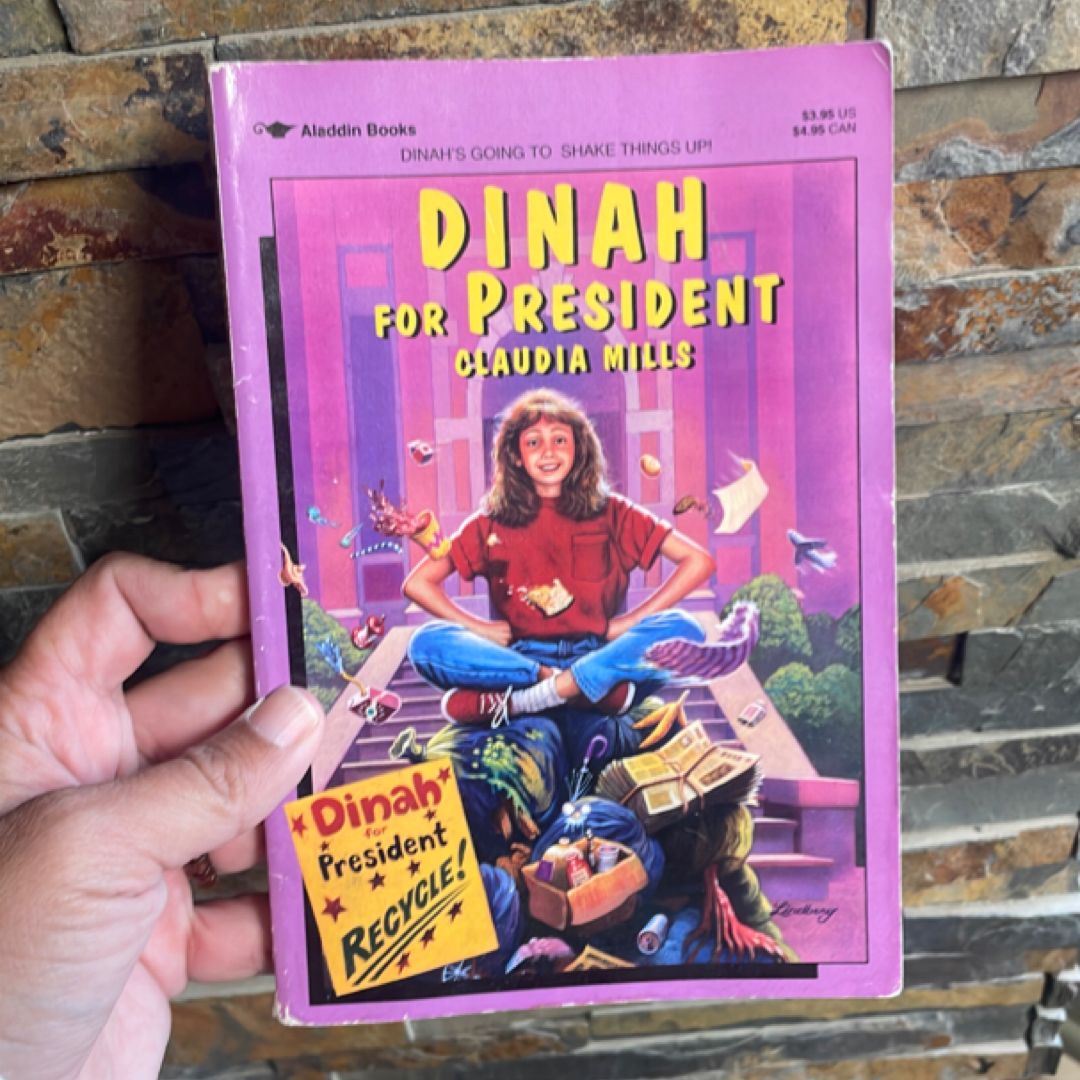 Aladdin Books
$3.95 US
$4.95 CAN
DINAH'S GOING TO SHAKE THINGS UP!
DINAH
FOR PRESIDENT
CLAUDIA MILLS
Dinah
for
President
RECYCLE!